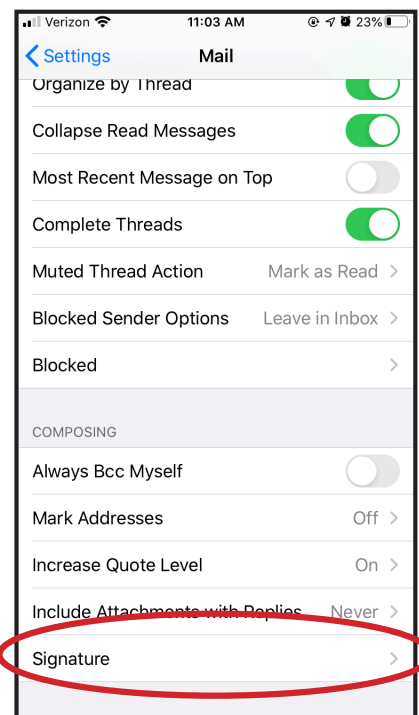 Verizon 11:03 AM 23%
Settings Mail
Organize by Thread
Collapse Read Messages
Most Recent Message on Top
Complete Threads
Muted Thread Action Mark as Read
Blocked Sender Options Leave in Inbox
Blocked
COMPOSING
Always Bcc Myself
Mark Addresses Off
Increase Quote Level On
Include Attachments with Replies Never
Signature